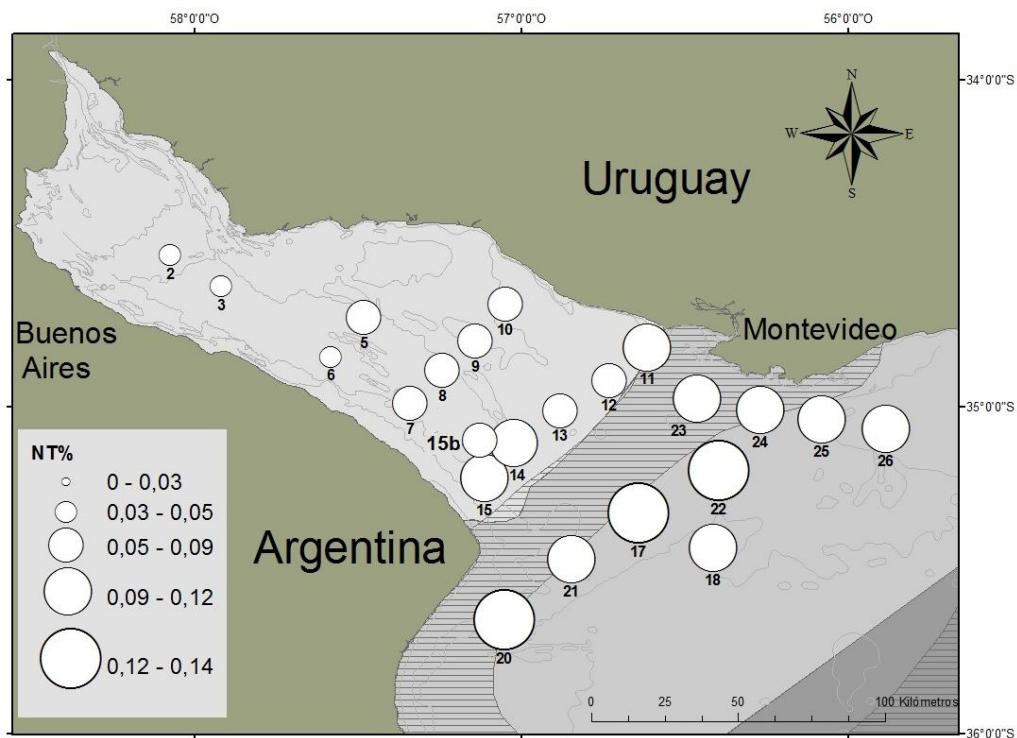 58°0'0"O 57°0'0"O 56°0'0"O
34°0'0"S
N
W E
S
Uruguay
2
3
5
10
Buenos
Aires
Montevideo
6
9
11
8
12
7
13
23
24
25
26
15b
14
15
22
35°0'0"S
NT%
0 - 0,03
0,03 - 0,05
0,05 - 0,09
0,09 - 0,12
0,12 - 0,14
Argentina
17
18
21
20
0 50 100 Kilómetros
36°0'0"S